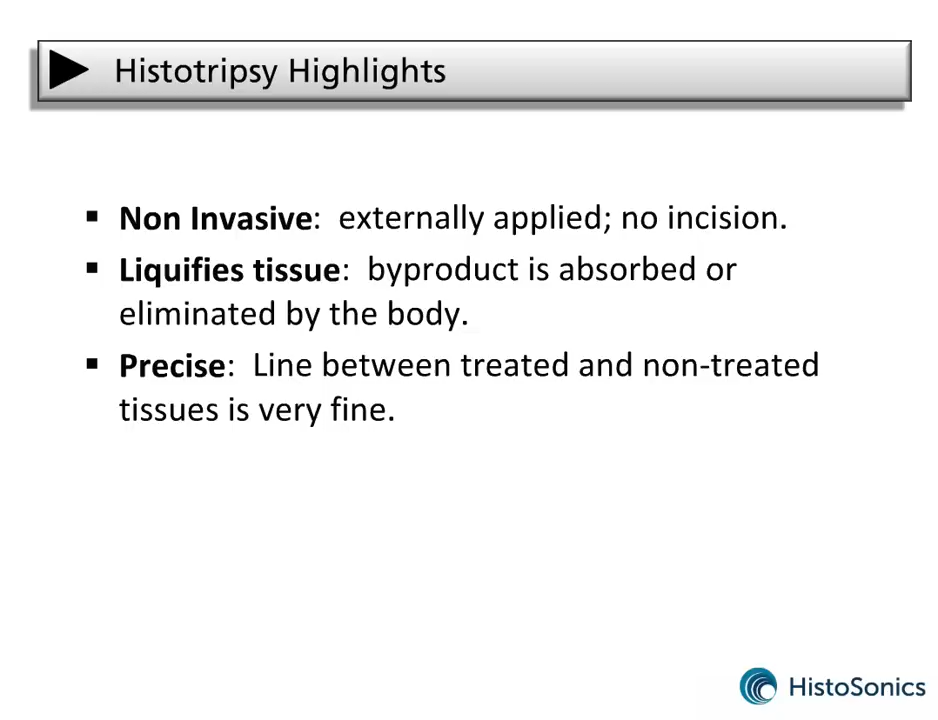 Histotripsy Highlights
▪ Non Invasive: externally applied; no incision.
▪ Liquifies tissue: byproduct is absorbed or
eliminated by the body.
▪ Precise: Line between treated and non-treated
tissues is very fine.
HistoSonics